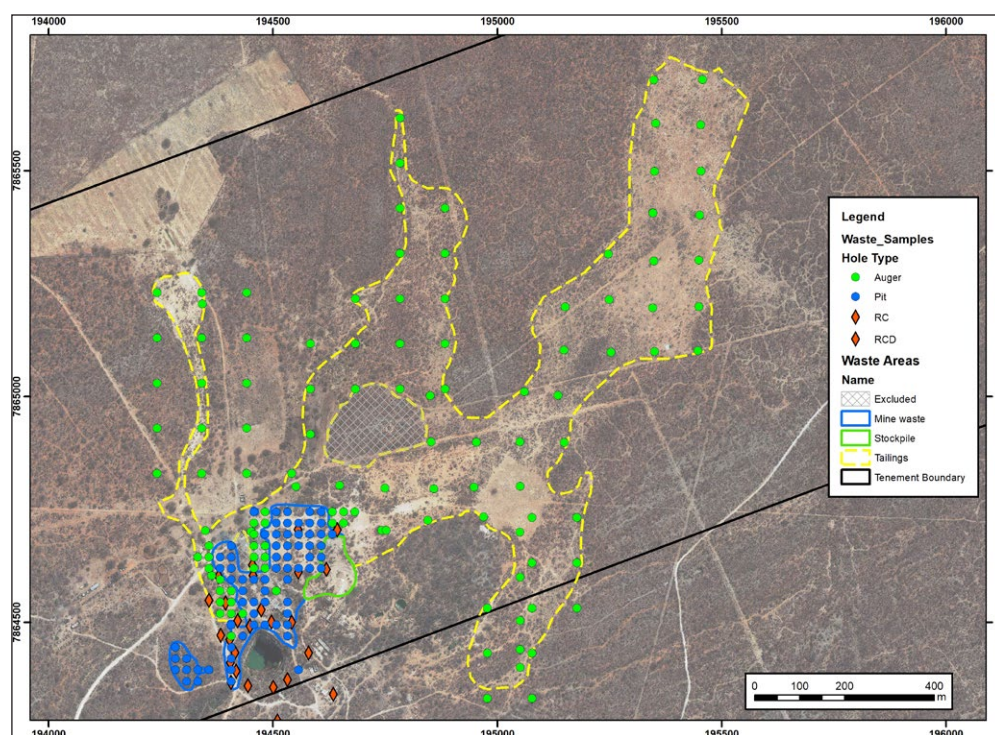 194000
194500
195000
195500
196000
7865500
7865000
7864500
Legend
Waste_Samples
Hole Type
Auger
Pit
RC
RCD
Waste Areas
Name
Excluded
Mine waste
Stockpile
Tailings
Tenement Boundary
0 100 200 400
m
194000
194500
195000
195500
196000